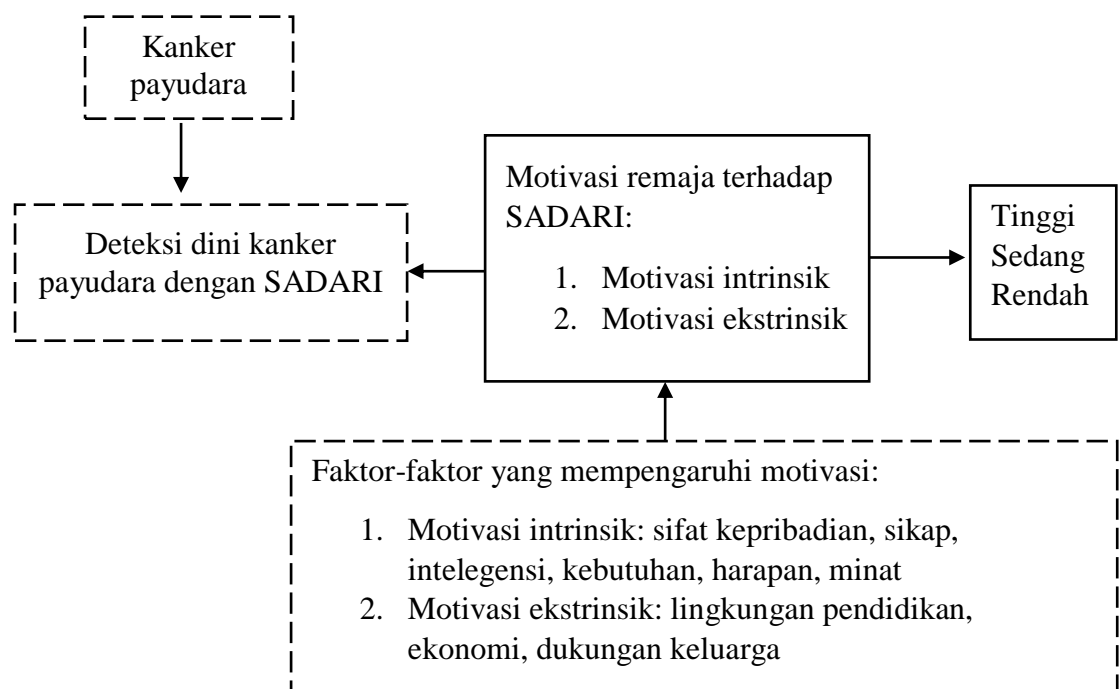 Kanker
payudara
Deteksi dini kanker
payudara dengan SADARI
Motivasi remaja terhadap
SADARI:
1. Motivasi intrinsik
2. Motivasi ekstrinsik
Tinggi
Sedang
Rendah
Faktor-faktor yang mempengaruhi motivasi:
1. Motivasi intrinsik: sifat kepribadian, sikap,
intelegensi, kebutuhan, harapan, minat
2. Motivasi ekstrinsik: lingkungan pendidikan,
ekonomi, dukungan keluarga